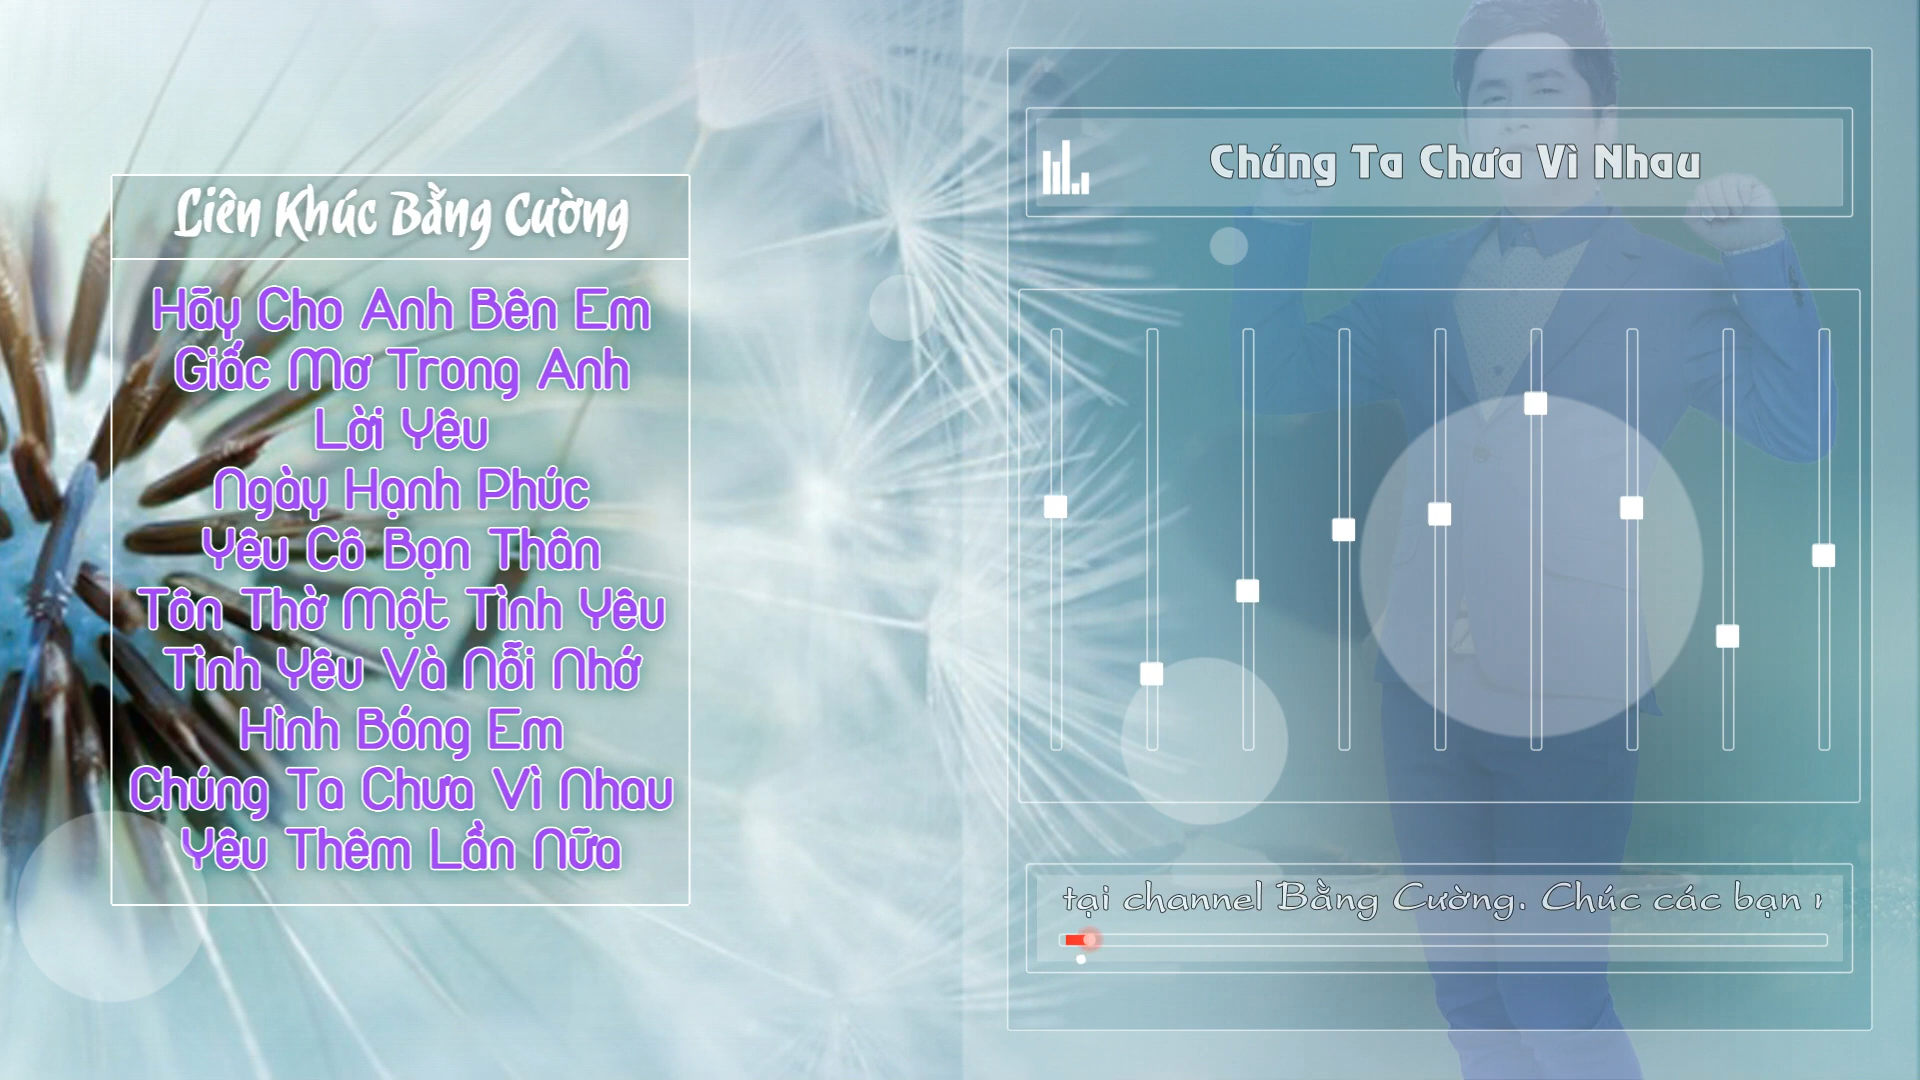 Liên Khúc Bằng Cường
Hãy Cho Anh Bên Em
Giấc Mơ Trong Anh
Lời Yêu
Ngày Hạnh Phúc
Yêu Cô Bạn Thân
Tôn Thờ Một Tình Yêu
Tình Yêu Và Nỗi Nhớ
Hình Bóng Em
Chúng Ta Chưa Vì Nhau
Yêu Thêm Lần Nữa
Chúng Ta Chưa Vì Nhau
tại channel Bằng Cường. Chúc các bạn